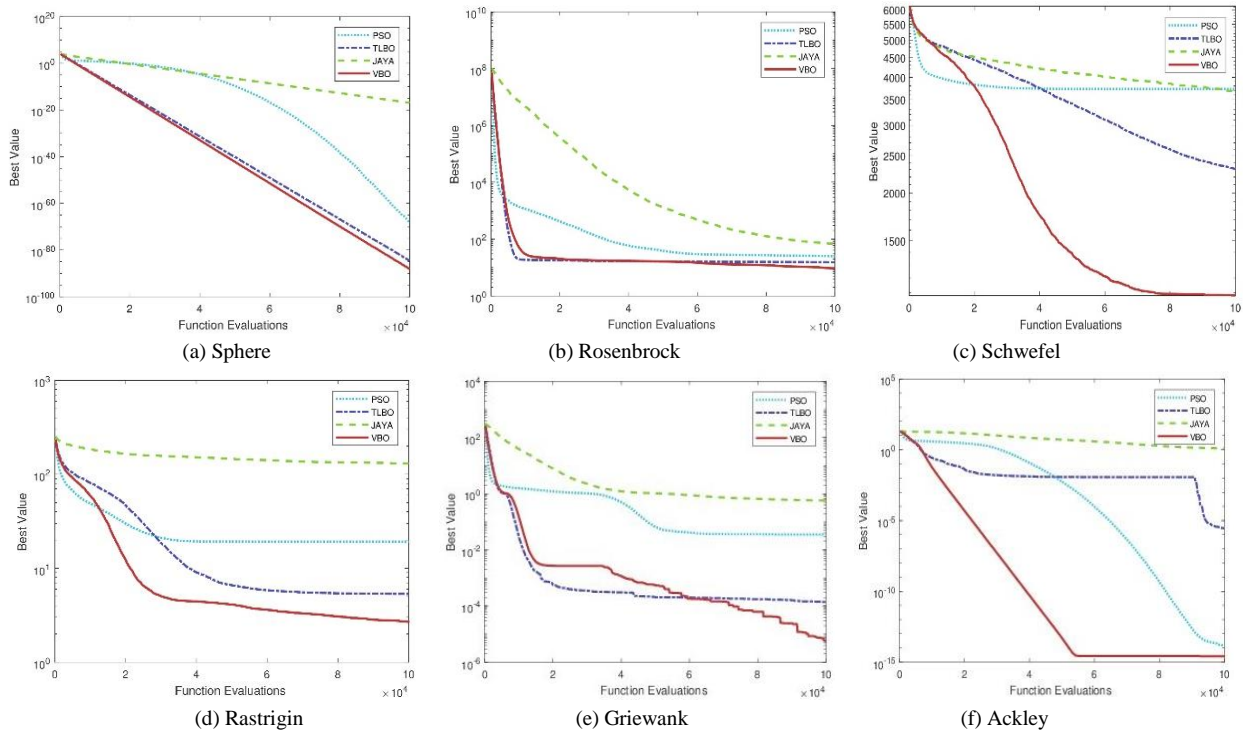 10^20
10^0
10^-20
10^-40
10^-60
10^-80
10^-100
Best Value
PSO
TLBO
JAYA
VBO
0 2 4 6 8 10
Function Evaluations
×10^4
(a) Sphere
10^10
10^8
10^6
10^4
10^2
10^0
Best Value
PSO
TLBO
JAYA
VBO
0 2 4 6 8 10
Function Evaluations
×10^4
(b) Rosenbrock
6000
5000
4500
4000
3500
3000
2500
2000
1500
Best Value
PSO
TLBO
JAYA
VBO
0 2 4 6 8 10
Function Evaluations
×10^4
(c) Schwefel
10^3
10^2
10^1
10^0
Best Value
PSO
TLBO
JAYA
VBO
0 2 4 6 8 10
Function Evaluations
×10^4
(d) Rastrigin
10^4
10^2
10^0
10^-2
10^-4
10^-6
Best Value
PSO
TLBO
JAYA
VBO
0 2 4 6 8 10
Function Evaluations
×10^4
(e) Griewank
10^5
10^0
10^-5
10^-10
10^-15
Best Value
PSO
TLBO
JAYA
VBO
0 2 4 6 8 10
Function Evaluations
×10^4
(f) Ackley